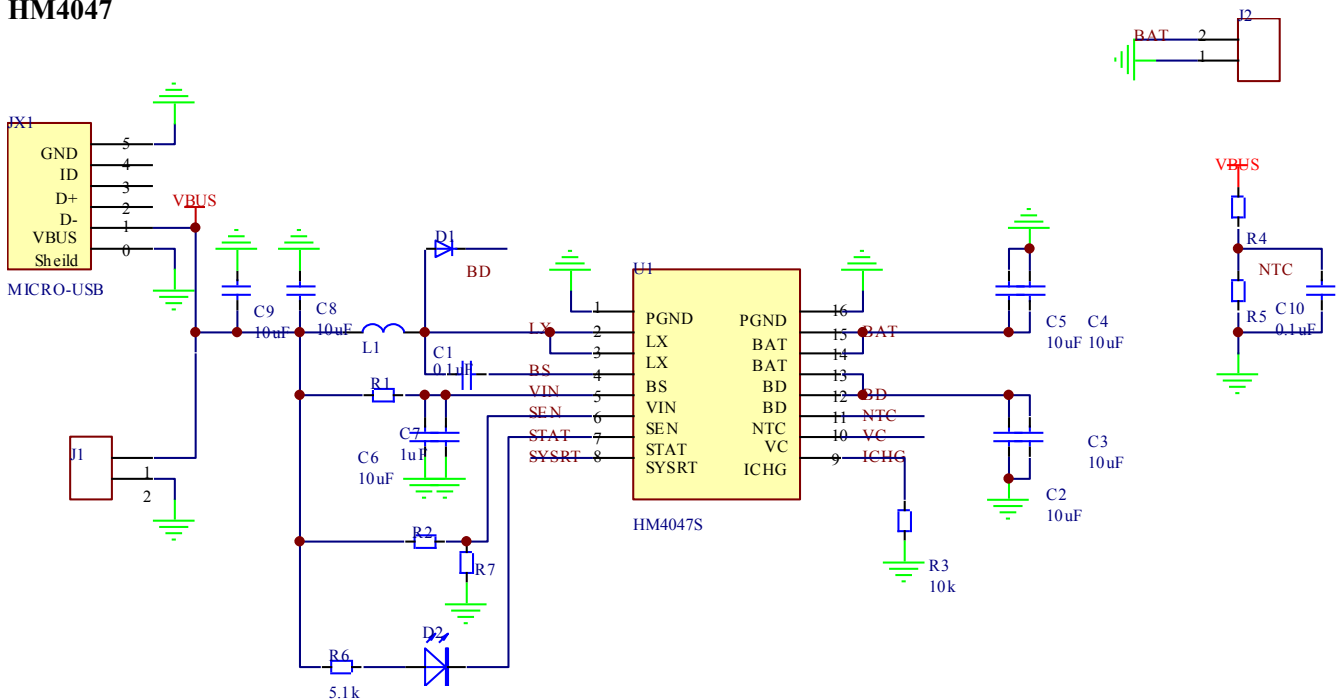 HM4047
J2
BAT 2
1
JX1
GND 5
ID 4
D+ 3
D- 2
VBUS 1
Sheild 0
MICRO-USB
VBUS
C9
10uF
C8
10uF
L1
D1
BD
C1
0.1uF
LX
BS
R1
VIN
SEN
STAT
SYSRT
C7
1uF
C6
10uF
J1
1
2
R2
R7
D2
R6
5.1k
U1
1 PGND
2 LX
3 LX
4 BS
5 VIN
6 SEN
7 STAT
8 SYSRT
PGND 16
BAT 15 BAT
BAT 14
BD 13
BD 12 BD
NTC 11 NTC
VC 10 VC
ICHG 9 ICHG
HM4047S
C5
10uF
C4
10uF
C3
10uF
C2
10uF
R3
10k
VBUS
R4
NTC
R5
C10
0.1uF